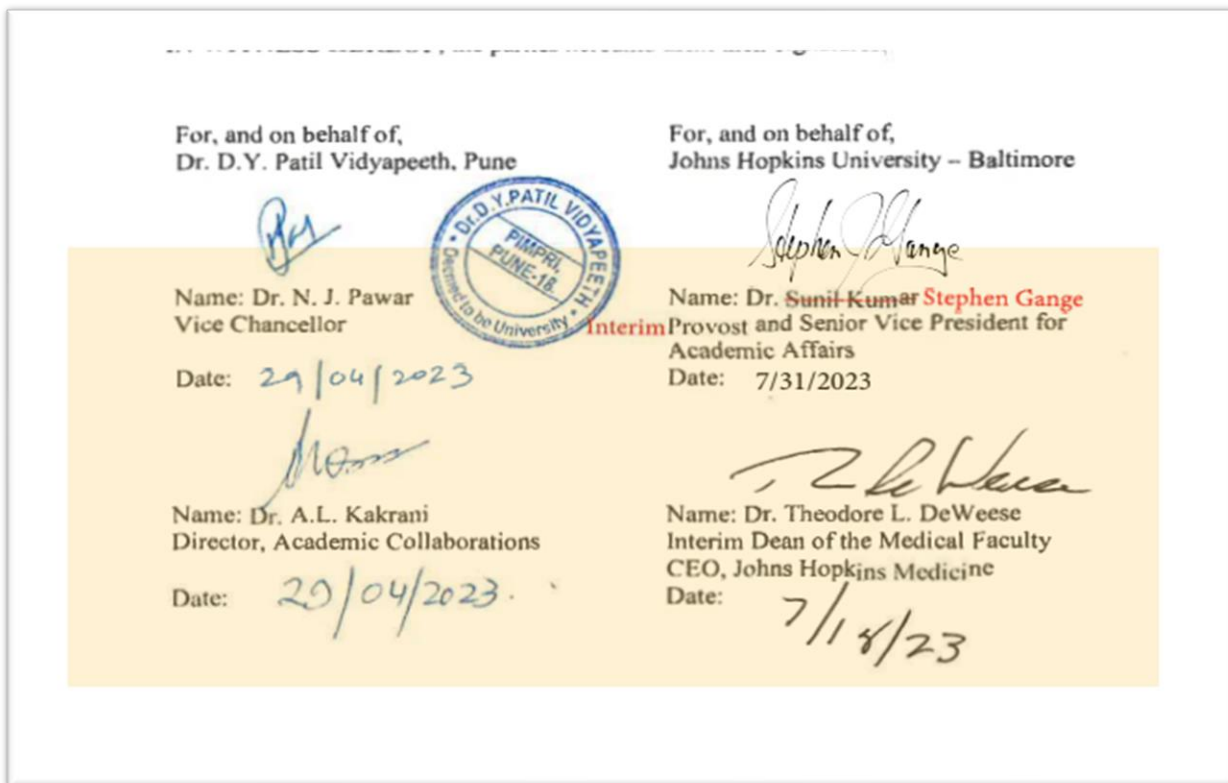 For, and on behalf of,
Dr. D.Y. Patil Vidyapeeth, Pune
Dr. D.Y. PATIL VIDYAPEETH
PIMPRI,
PUNE-18.
Deemed to be University
Name: Dr. N. J. Pawar
Vice Chancellor
Date: 29/04/2023
Name: Dr. A.L. Kakrani
Director, Academic Collaborations
Date: 29/04/2023.
For, and on behalf of,
Johns Hopkins University – Baltimore
Stephen J Gange
Name: Dr. Sunil Kumar Stephen Gange
Interim Provost and Senior Vice President for
Academic Affairs
Date: 7/31/2023
Name: Dr. Theodore L. DeWeese
Interim Dean of the Medical Faculty
CEO, Johns Hopkins Medicine
Date: 7/18/23